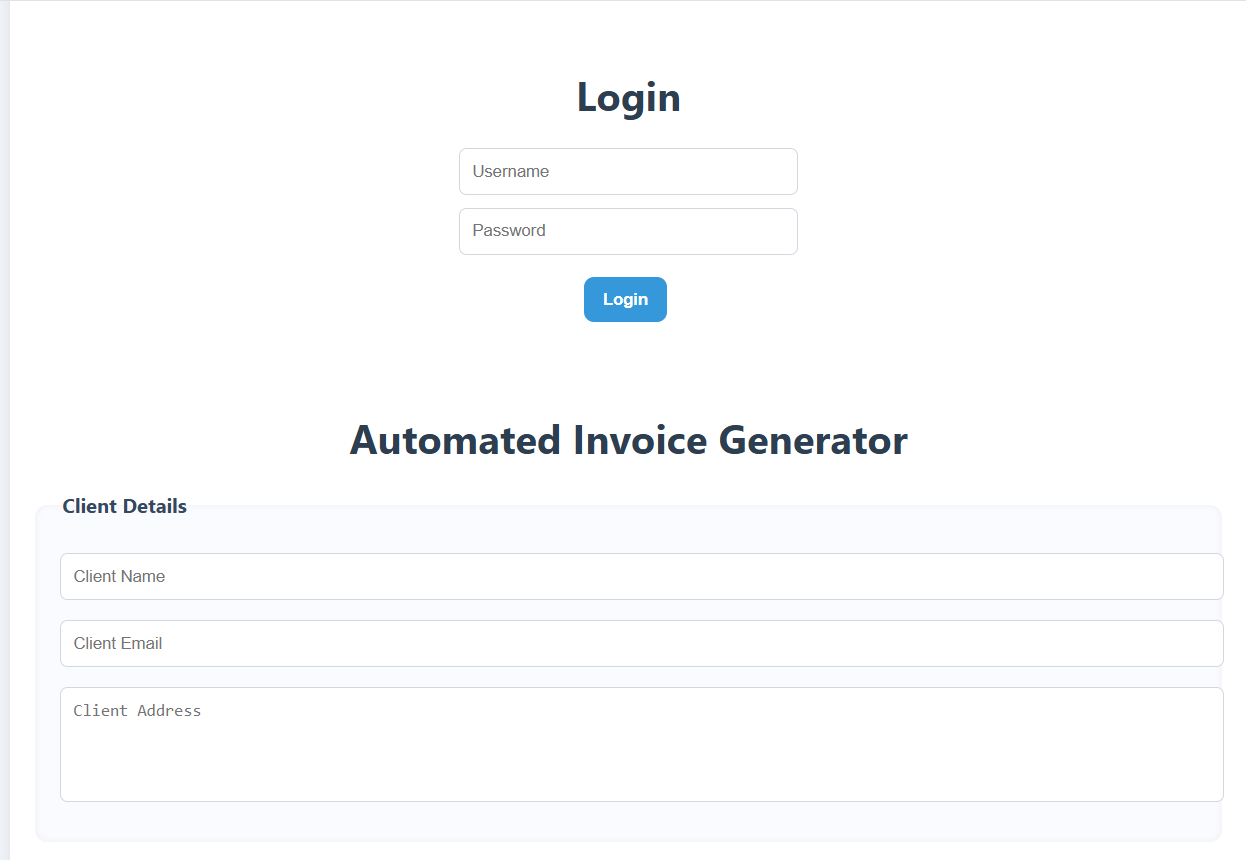 Login
Username
Password
Login
Automated Invoice Generator
Client Details
Client Name
Client Email
Client Address